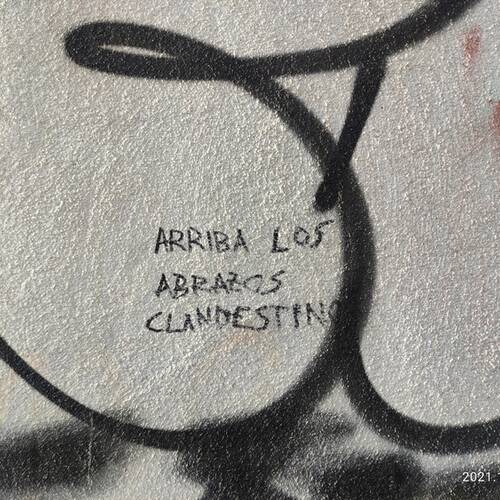 ARRIBA LOS
ABRAZOS
CLANDESTINO
2021.